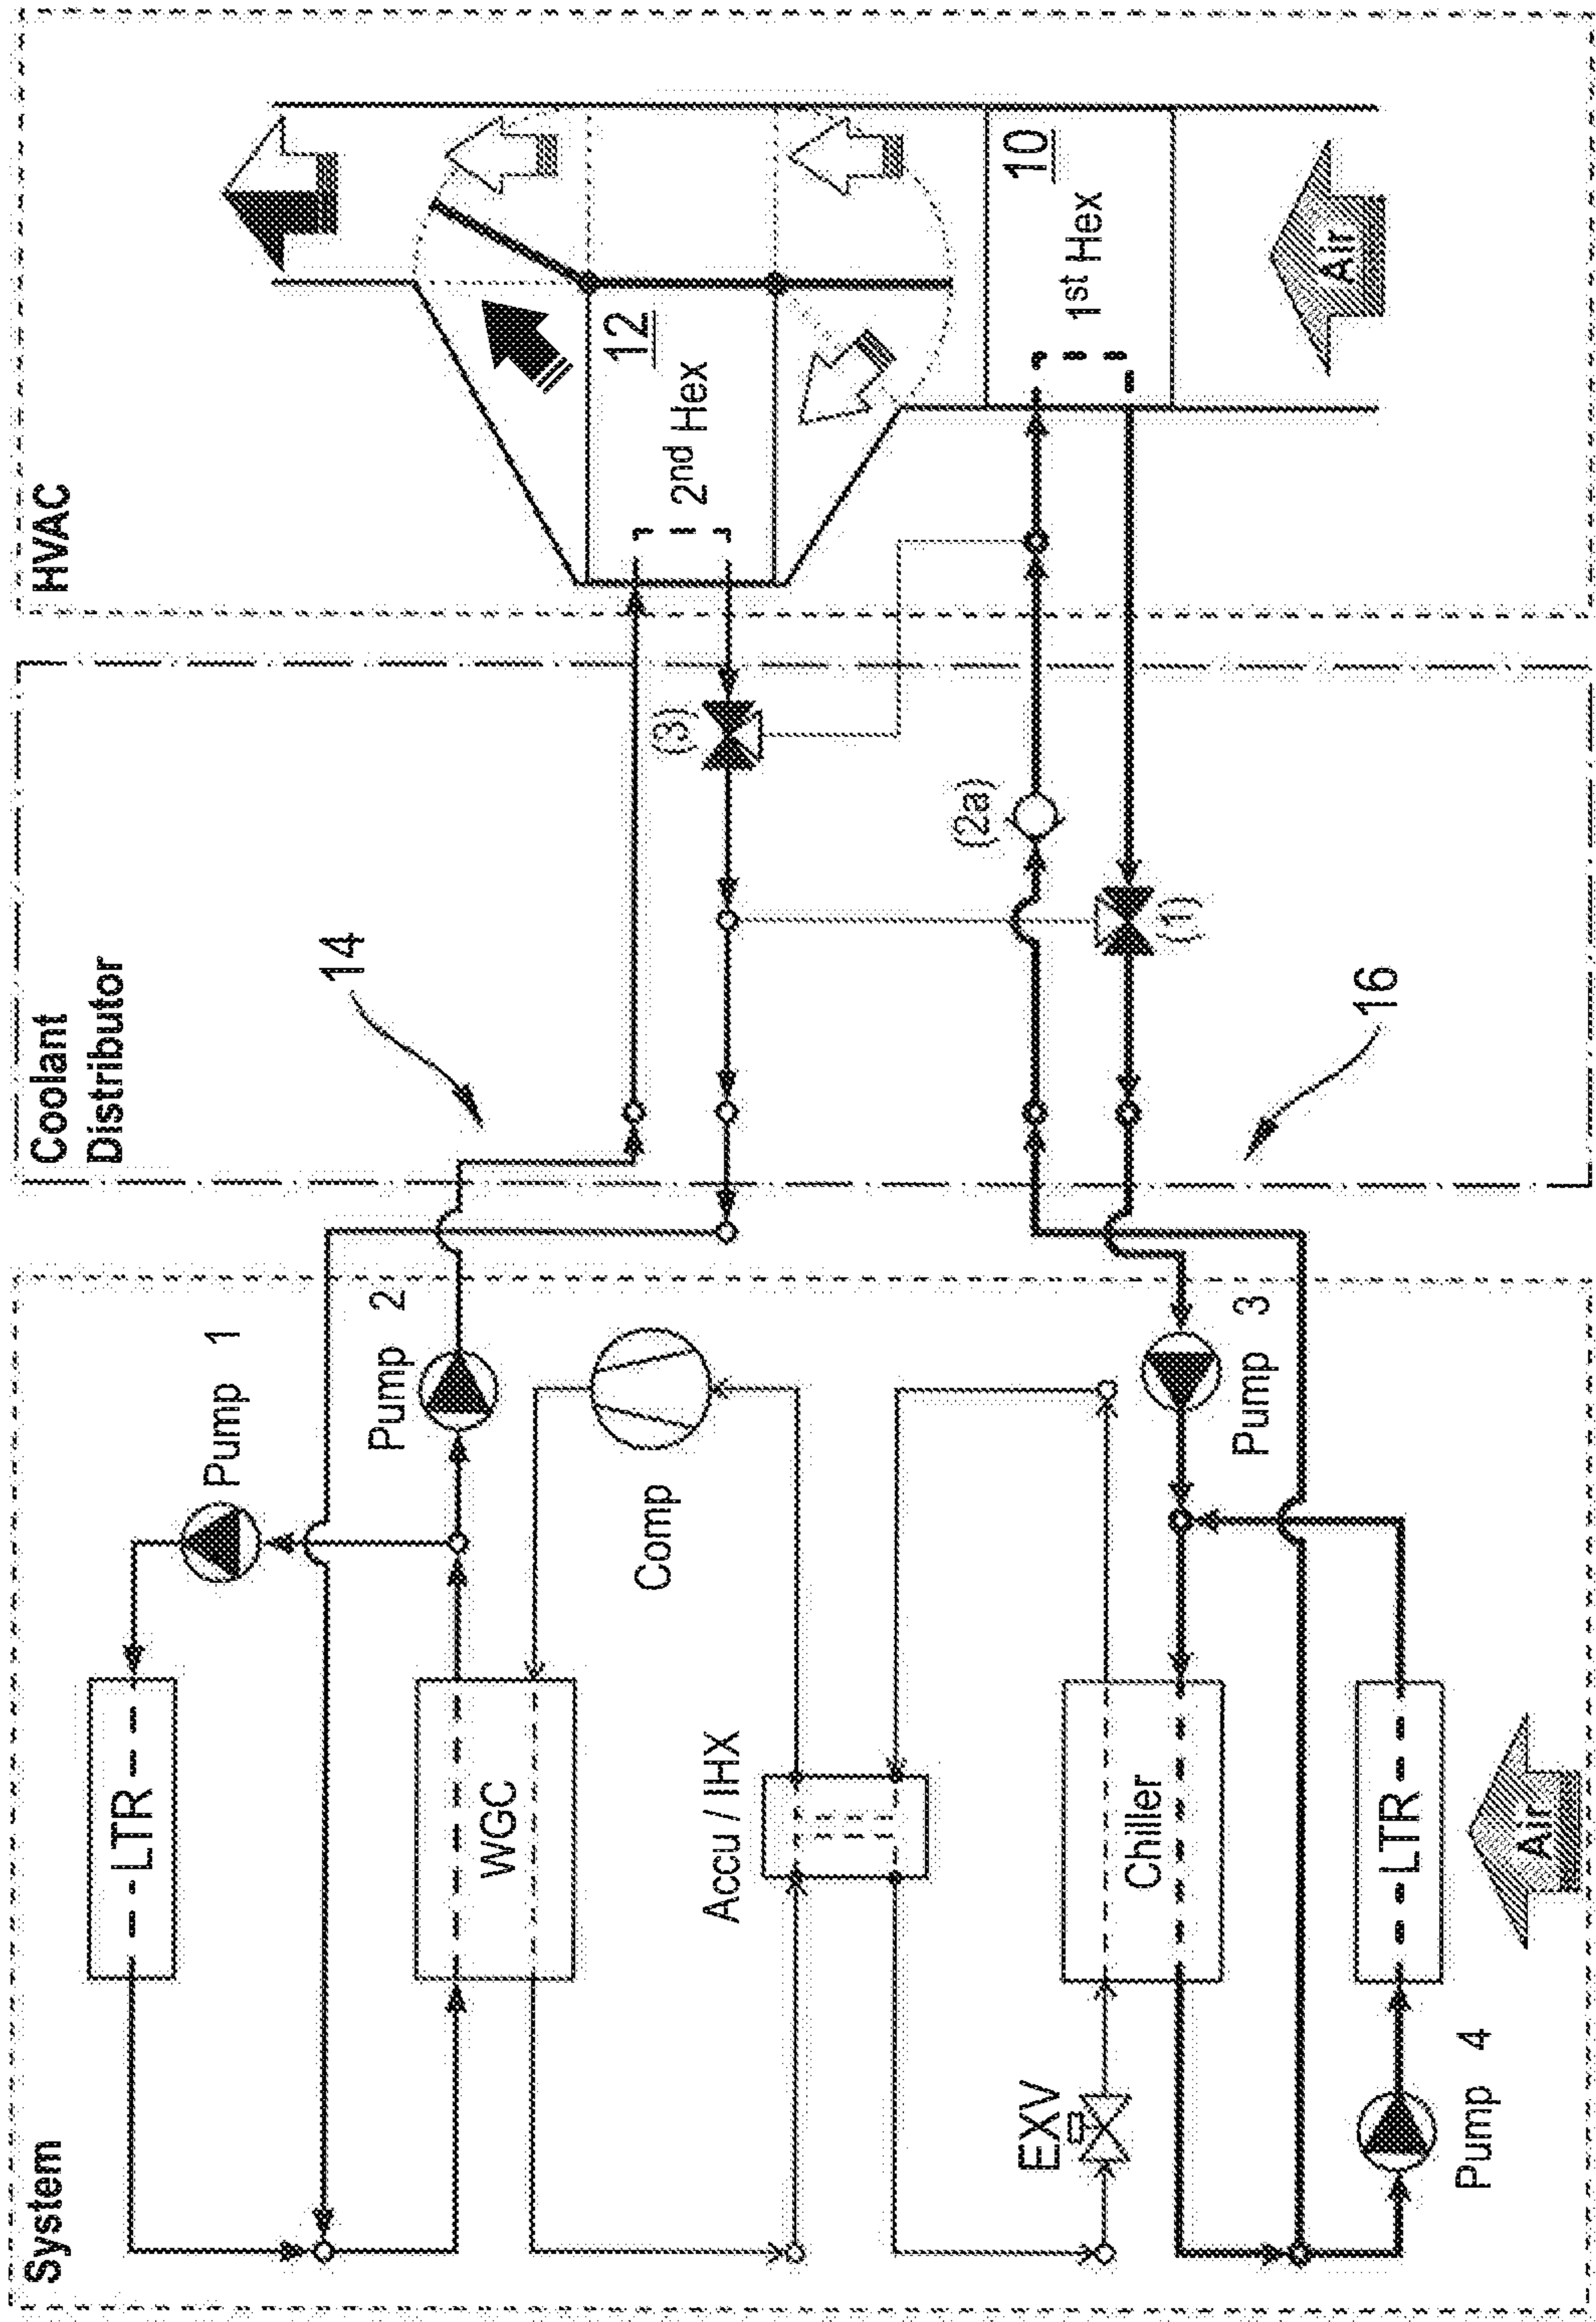 System
LTR
Pump 1
Pump 2
WGC
Comp
Accu / IHX
EXV
Chiller
Pump 3
LTR
Pump 4
Air
Coolant
Distributor
14
(3)
(2a)
(1)
16
HVAC
12
2nd Hex
10
1st Hex
Air